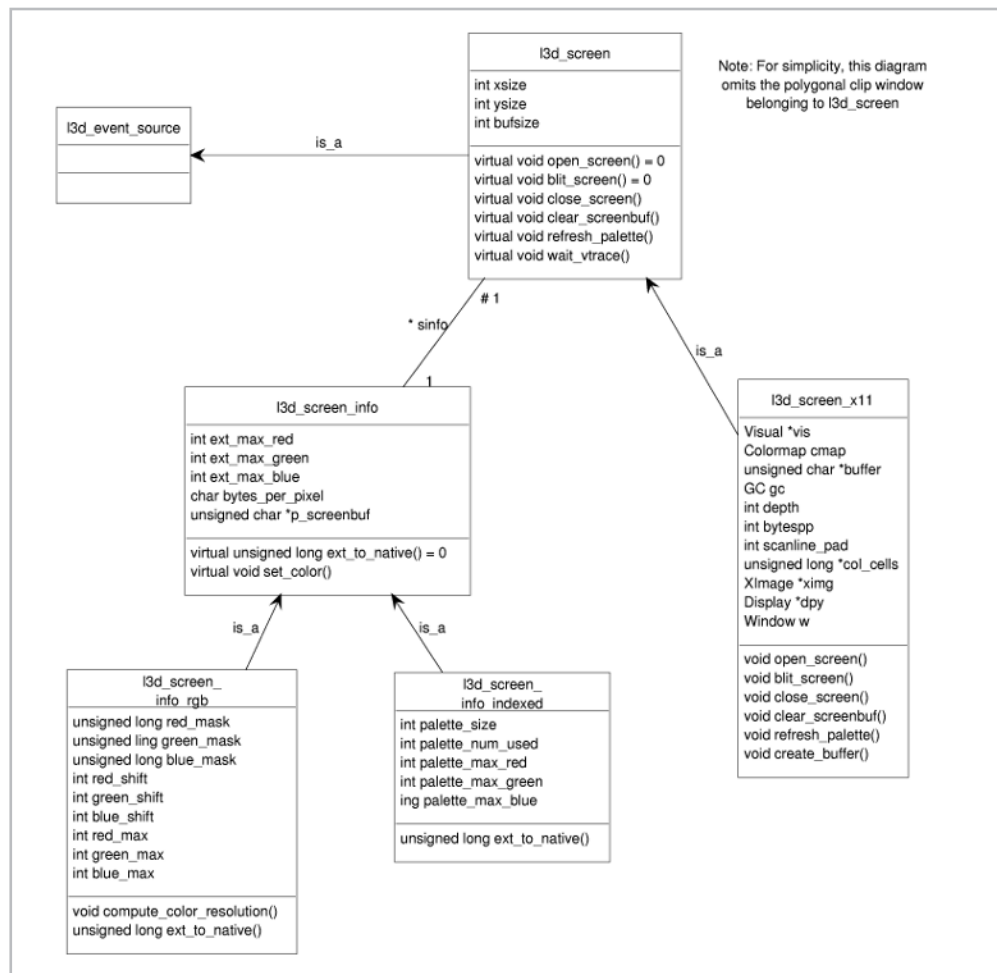 l3d_screen
int xsize
int ysize
int bufsize
virtual void open_screen() = 0
virtual void blit_screen() = 0
virtual void close_screen()
virtual void clear_screenbuf()
virtual void refresh_palette()
virtual void wait_vtrace()
Note: For simplicity, this diagram
omits the polygonal clip window
belonging to l3d_screen
l3d_event_source
is_a
# 1
* sinfo
1
is_a
l3d_screen_info
int ext_max_red
int ext_max_green
int ext_max_blue
char bytes_per_pixel
unsigned char *p_screenbuf
virtual unsigned long ext_to_native() = 0
virtual void set_color()
l3d_screen_x11
Visual *vis
Colormap cmap
unsigned char *buffer
GC gc
int depth
int bytespp
int scanline_pad
unsigned long *col_cells
XImage *ximg
Display *dpy
Window w
void open_screen()
void blit_screen()
void close_screen()
void clear_screenbuf()
void refresh_palette()
void create_buffer()
is_a
is_a
l3d_screen_
info_rgb
unsigned long red_mask
unsigned ling green_mask
unsigned long blue_mask
int red_shift
int green_shift
int blue_shift
int red_max
int green_max
int blue_max
void compute_color_resolution()
unsigned long ext_to_native()
l3d_screen_
info_indexed
int palette_size
int palette_num_used
int palette_max_red
int palette_max_green
ing palette_max_blue
unsigned long ext_to_native()